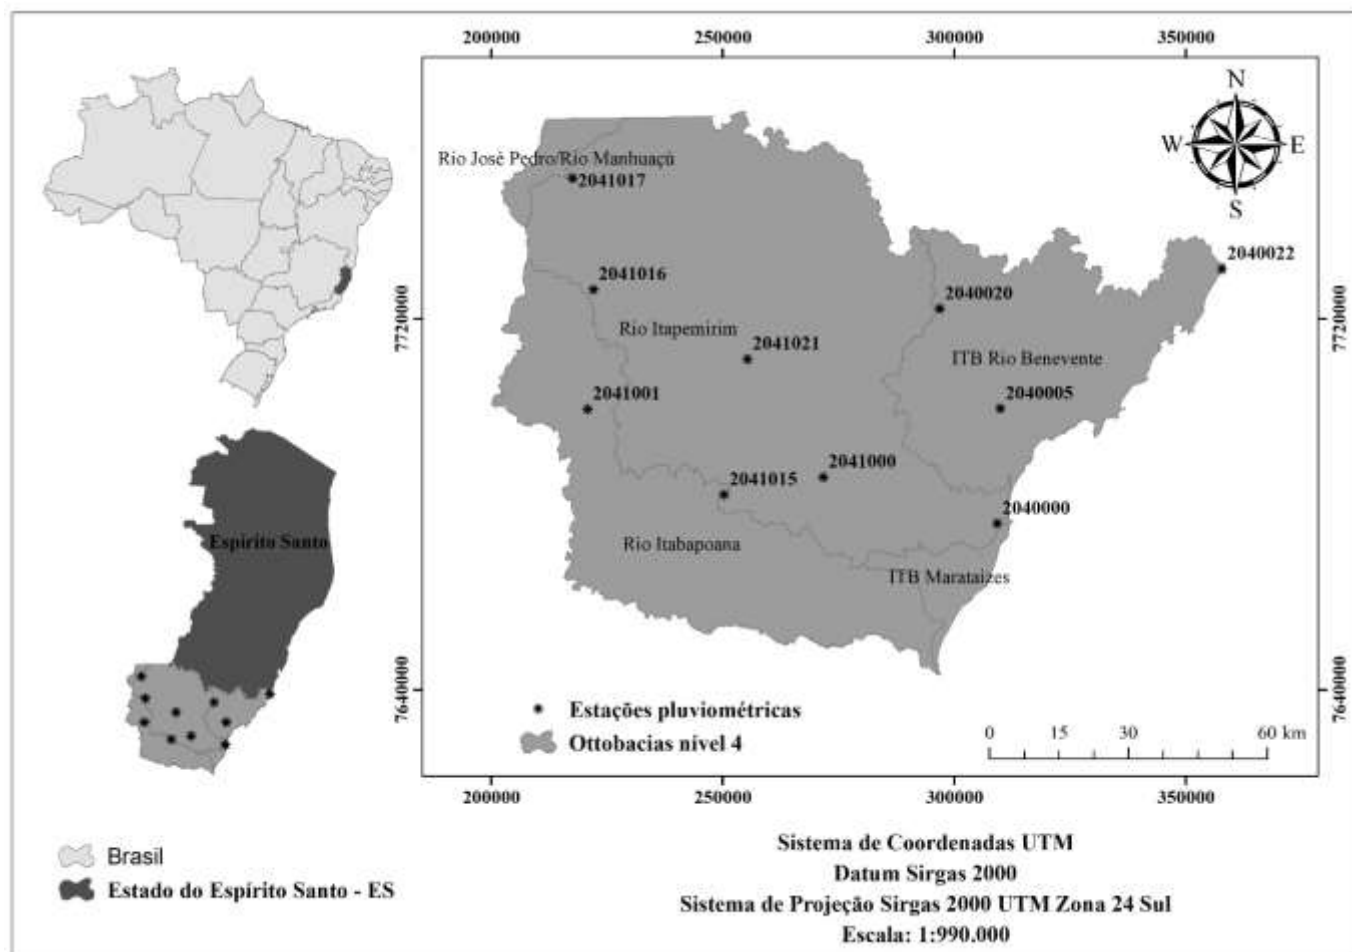 200000
250000
300000
350000
N
W
E
S
Rio José Pedro/Rio Manhuaçú
2041017
2040022
2041016
2040020
7720000
7720000
Rio Itapemirim
2041021
ITB Rio Benevente
2041001
2040005
2041000
2041015
2040000
Espírito Santo
Rio Itabapoana
ITB Marataizes
7640000
7640000
Estações pluviométricas
Ottobacias nível 4
0
15
30
60 km
200000
250000
300000
350000
Brasil
Estado do Espírito Santo - ES
Sistema de Coordenadas UTM
Datum Sirgas 2000
Sistema de Projeção Sirgas 2000 UTM Zona 24 Sul
Escala: 1:990.000